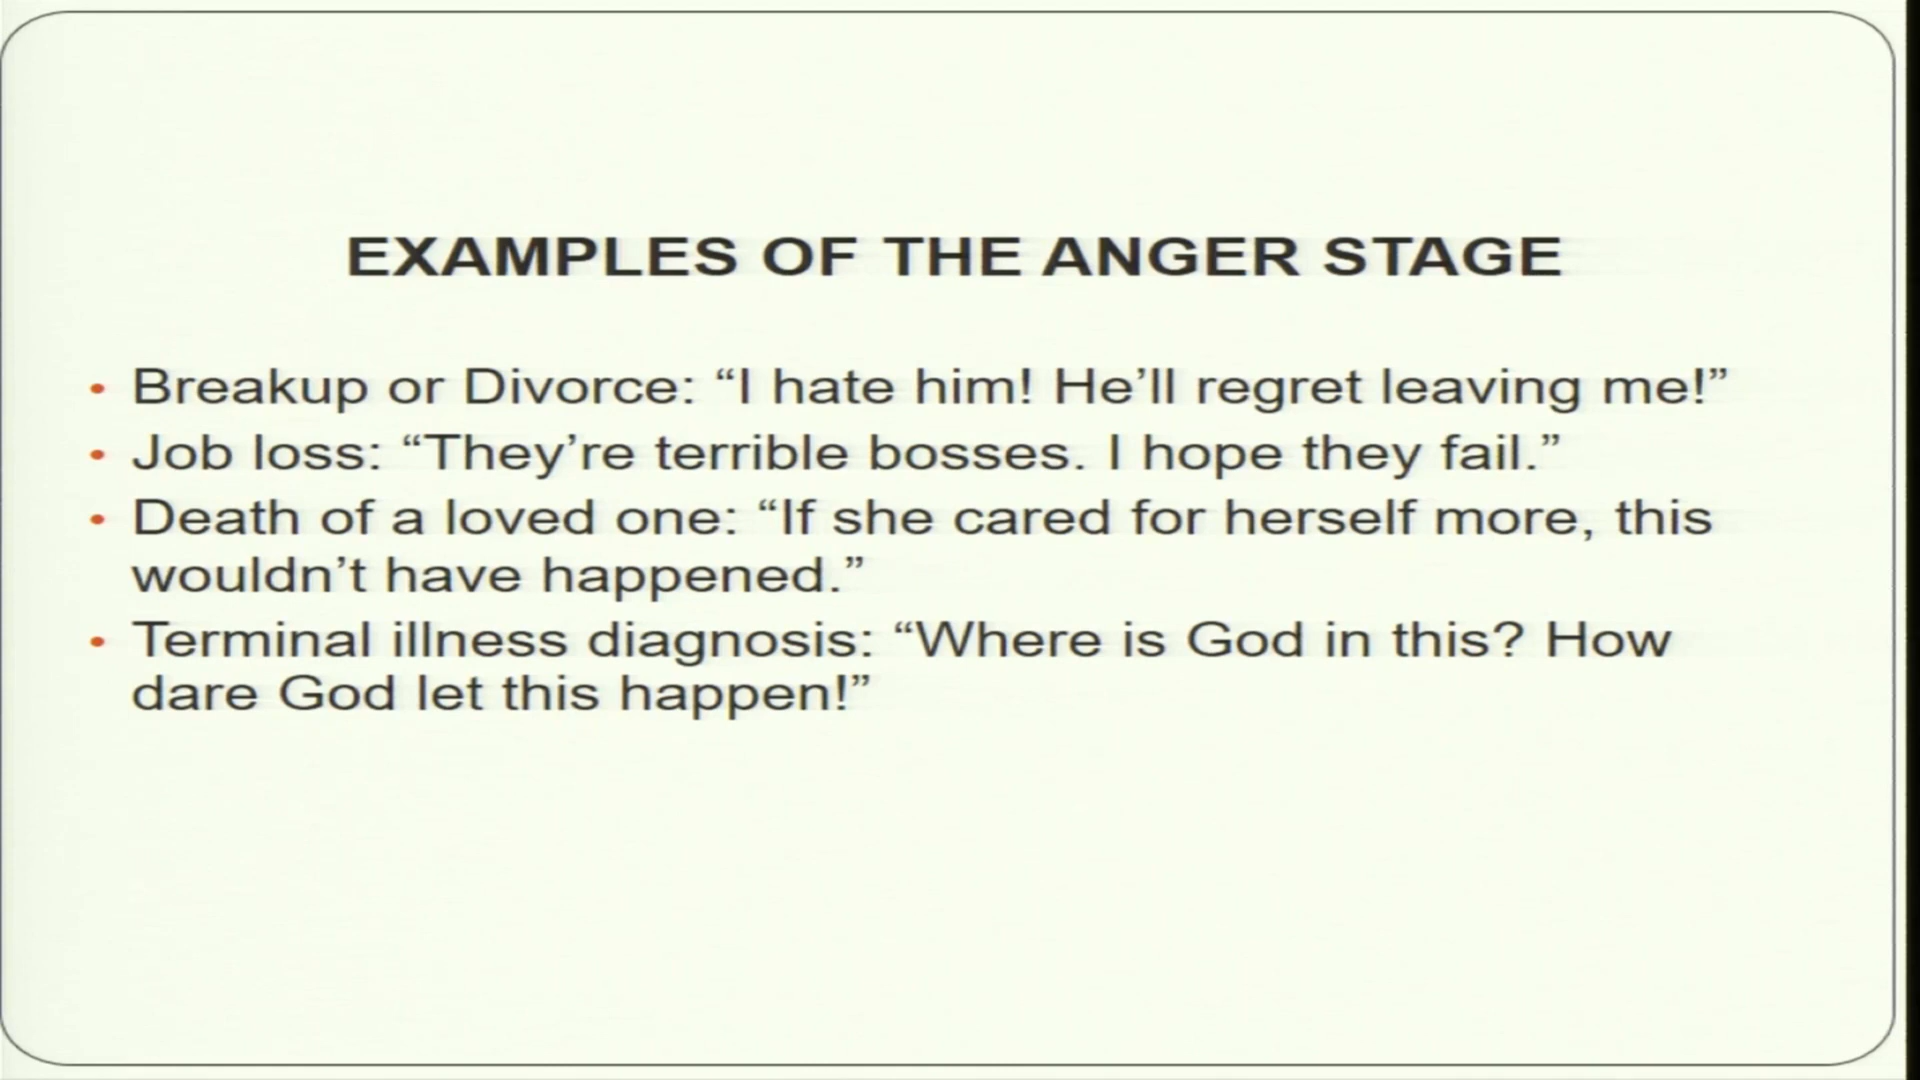 EXAMPLES OF THE ANGER STAGE
• Breakup or Divorce: “I hate him! He’ll regret leaving me!”
• Job loss: “They’re terrible bosses. I hope they fail.”
• Death of a loved one: “If she cared for herself more, this
wouldn’t have happened.”
• Terminal illness diagnosis: “Where is God in this? How
dare God let this happen!”